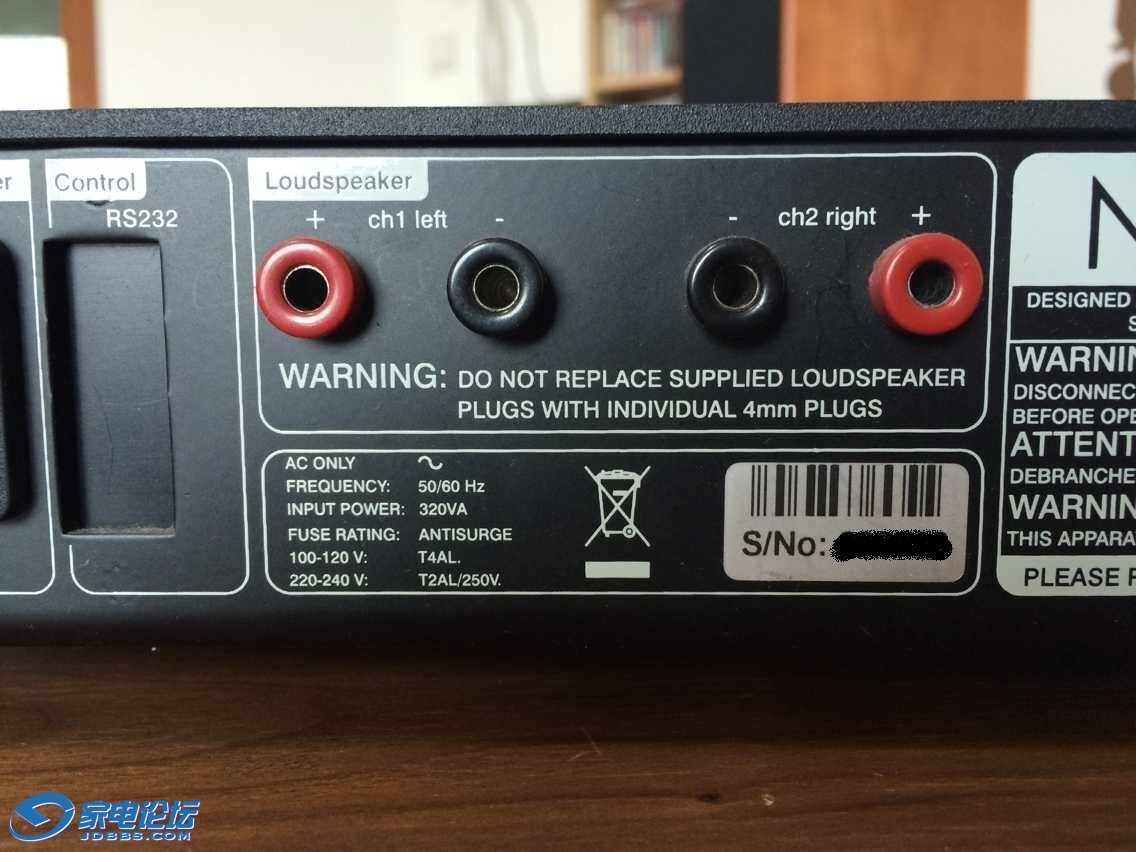 er
Control
RS232
Loudspeaker
+ ch1 left -
- ch2 right +
WARNING: DO NOT REPLACE SUPPLIED LOUDSPEAKER
PLUGS WITH INDIVIDUAL 4mm PLUGS
AC ONLY ~
FREQUENCY: 50/60 Hz
INPUT POWER: 320VA
FUSE RATING: ANTISURGE
100-120 V: T4AL.
220-240 V: T2AL/250V.
S/No:
N
DESIGNED
S
WARNIN
DISCONNEC
BEFORE OPE
ATTENT
DEBRANCHE
WARNIN
THIS APPARA
PLEASE R
家电论坛
JDBBS.COM